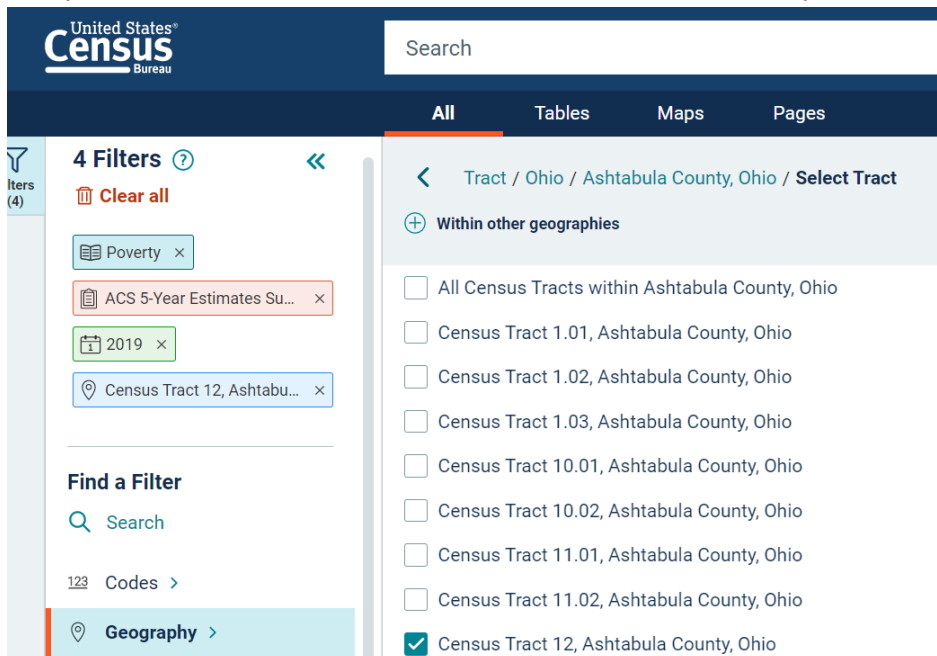 United States®
Census
Bureau
Search
All Tables Maps Pages
lters
(4)
4 Filters ?
Clear all
Poverty ×
ACS 5-Year Estimates Su... ×
1 2019 ×
Census Tract 12, Ashtabu... ×
Find a Filter
Search
123 Codes >
Geography >
Tract / Ohio / Ashtabula County, Ohio / Select Tract
Within other geographies
All Census Tracts within Ashtabula County, Ohio
Census Tract 1.01, Ashtabula County, Ohio
Census Tract 1.02, Ashtabula County, Ohio
Census Tract 1.03, Ashtabula County, Ohio
Census Tract 10.01, Ashtabula County, Ohio
Census Tract 10.02, Ashtabula County, Ohio
Census Tract 11.01, Ashtabula County, Ohio
Census Tract 11.02, Ashtabula County, Ohio
Census Tract 12, Ashtabula County, Ohio